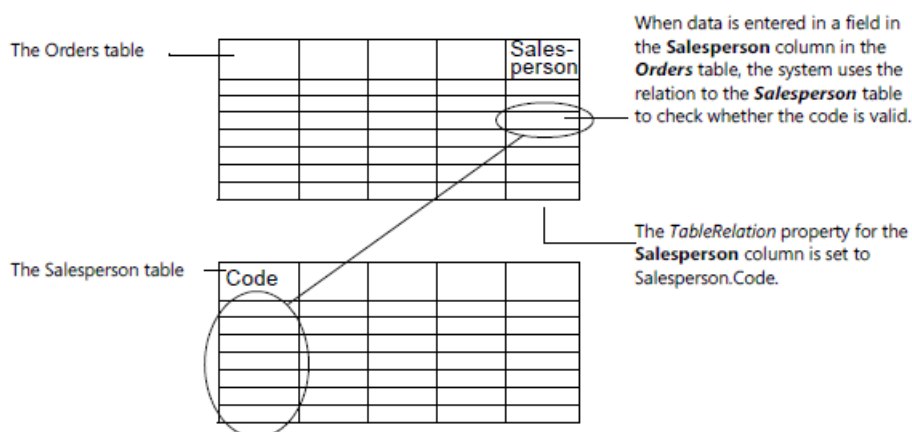 The Orders table
Sales-
person
When data is entered in a field in
the Salesperson column in the
Orders table, the system uses the
relation to the Salesperson table
to check whether the code is valid.
The TableRelation property for the
Salesperson column is set to
Salesperson.Code.
The Salesperson table
Code